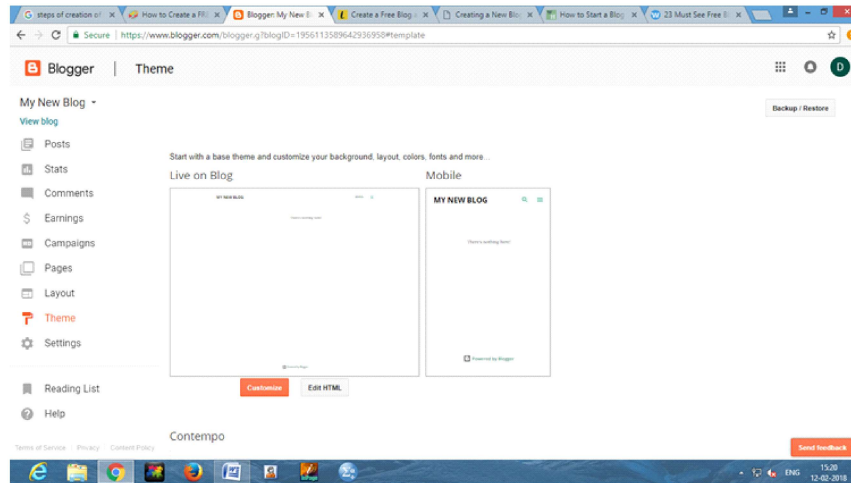 steps of creation of
How to Create a FRE
Blogger: My New B
Create a Free Blog
Creating a New Blo
How to Start a Blog
23 Must See Free B
Secure | https://www.blogger.com/blogger.g?blogID=1956113589642936958#template
Blogger | Theme
D
My New Blog
View blog
Backup / Restore
Posts
Stats
Comments
Earnings
Campaigns
Pages
Layout
Theme
Settings
Reading List
Help
Terms of Service Privacy Content Policy
Start with a base theme and customize your background, layout, colors, fonts and more...
Live on Blog
Mobile
MY NEW BLOG
MY NEW BLOG
There's nothing here!
Powered by Blogger
Customize
Edit HTML
Contempo
Send feedback
ENG
15:20
12-02-2018